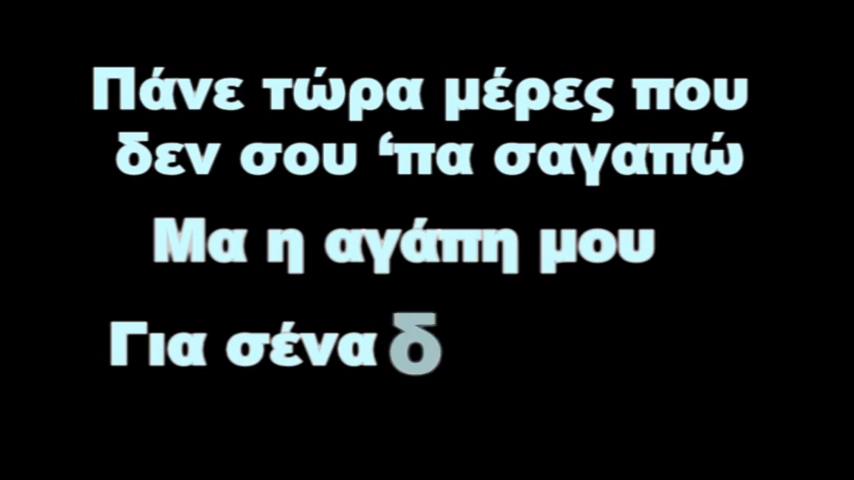 Πάνε τώρα μέρες που
δεν σου ‘πα σαγαπώ
Μα η αγάπη μου
Για σένα δ